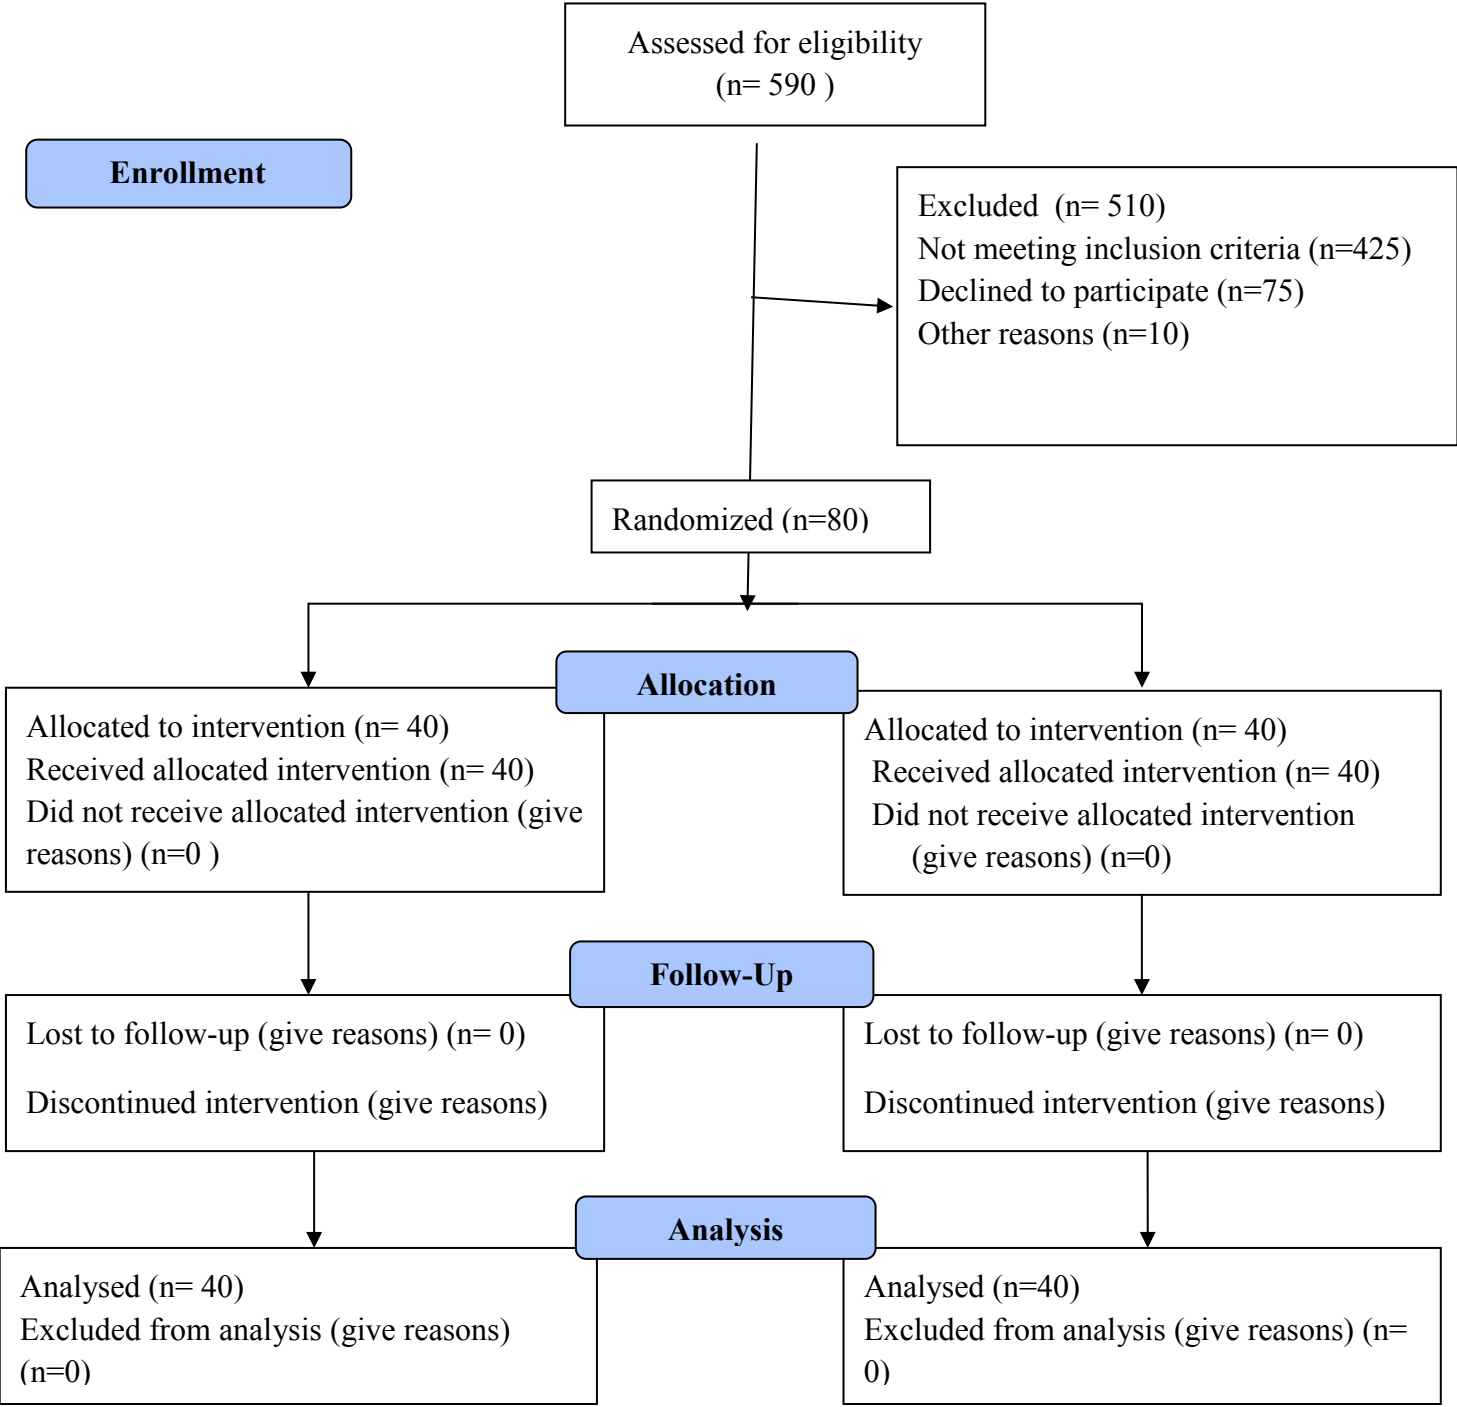 Assessed for eligibility
(n= 590 )
Enrollment
Excluded  (n= 510)
Not meeting inclusion criteria (n=425)
Declined to participate (n=75)
Other reasons (n=10)
Randomized (n=80)
Allocation
Allocated to intervention (n= 40)
Received allocated intervention (n= 40)
Did not receive allocated intervention (give
reasons) (n=0 )
Allocated to intervention (n= 40)
Received allocated intervention (n= 40)
Did not receive allocated intervention
(give reasons) (n=0)
Follow-Up
Lost to follow-up (give reasons) (n= 0)
Discontinued intervention (give reasons)
Lost to follow-up (give reasons) (n= 0)
Discontinued intervention (give reasons)
Analysis
Analysed (n= 40)
Excluded from analysis (give reasons)
(n=0)
Analysed (n=40)
Excluded from analysis (give reasons) (n=
0)